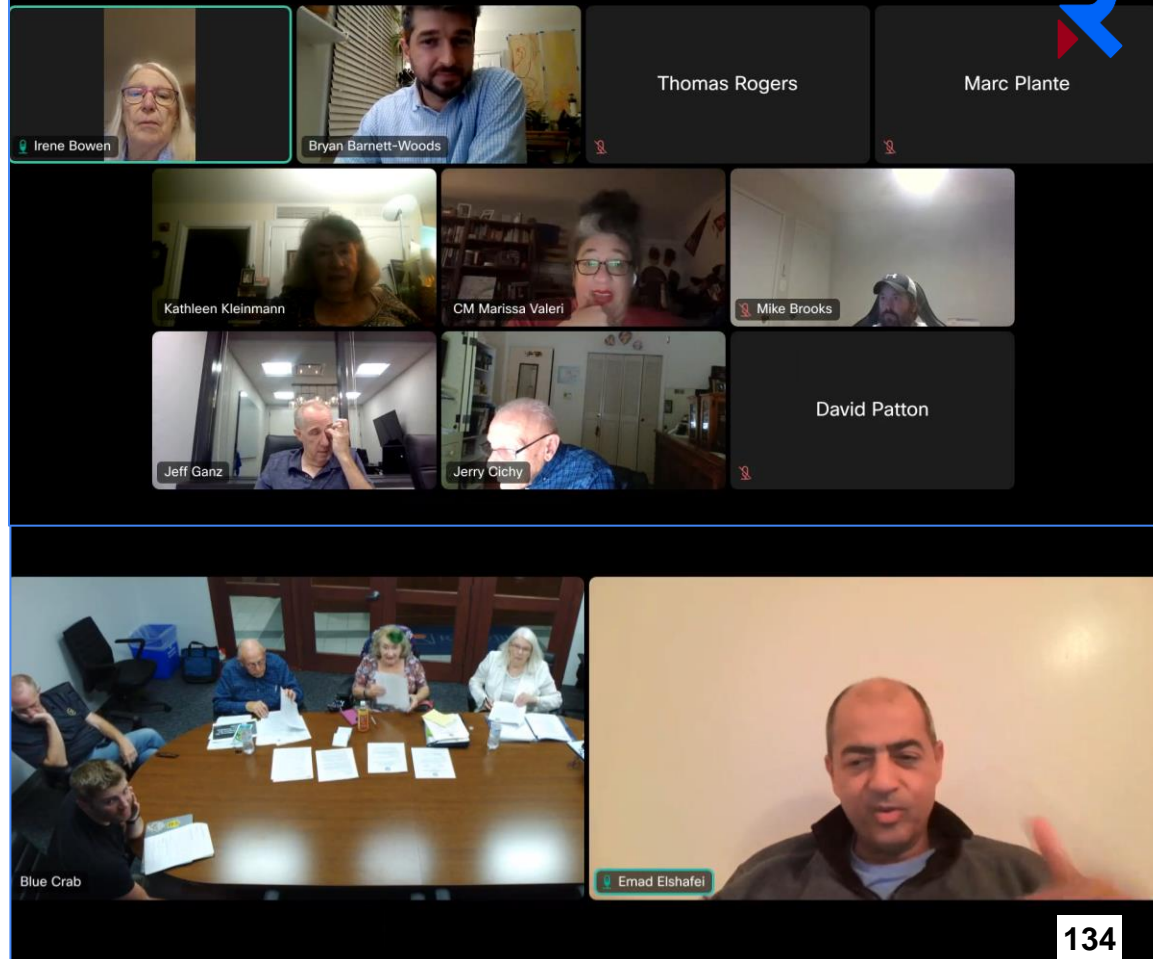 Thomas Rogers
Marc Plante
Irene Bowen
Bryan Barnett-Woods
Kathleen Kleinmann
CM Marissa Valeri
Mike Brooks
Jeff Ganz
Jerry Cichy
David Patton
Blue Crab
Emad Elshafei
134